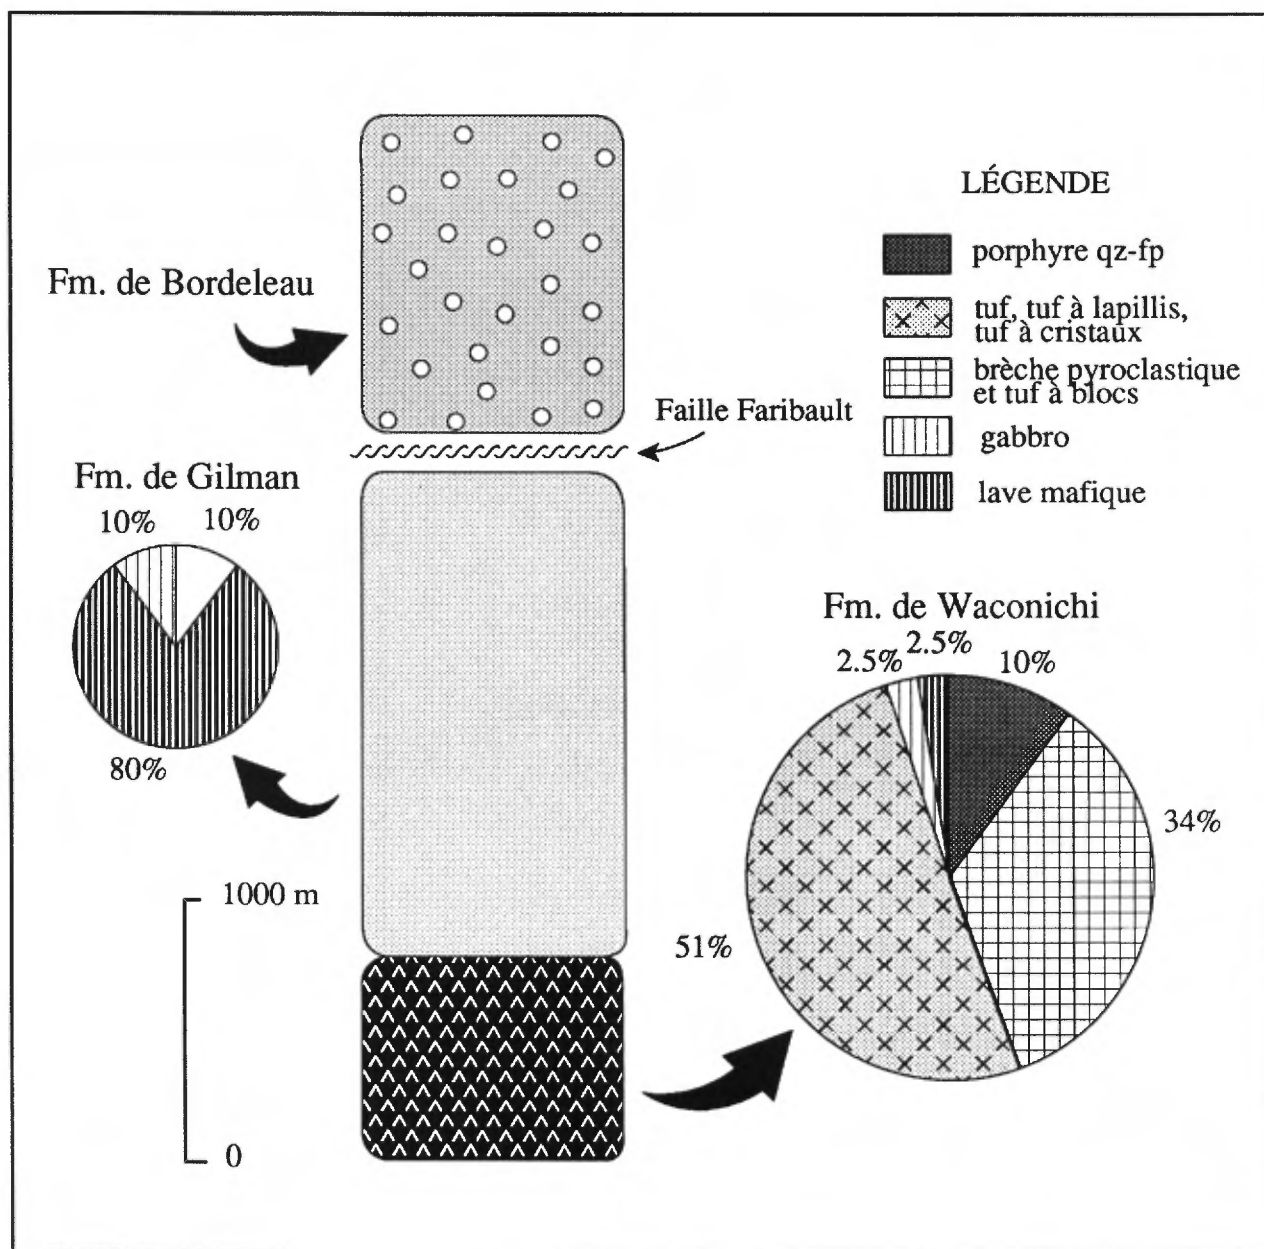 LÉGENDE
porphyre qz-fp
tuf, tuf à lapillis,
tuf à cristaux
brèche pyroclastique
et tuf à blocs
gabbro
lave mafique
Fm. de Bordeleau
Faille Faribault
Fm. de Gilman
10%
10%
80%
Fm. de Waconichi
2.5%
2.5%
10%
34%
51%
1000 m
0